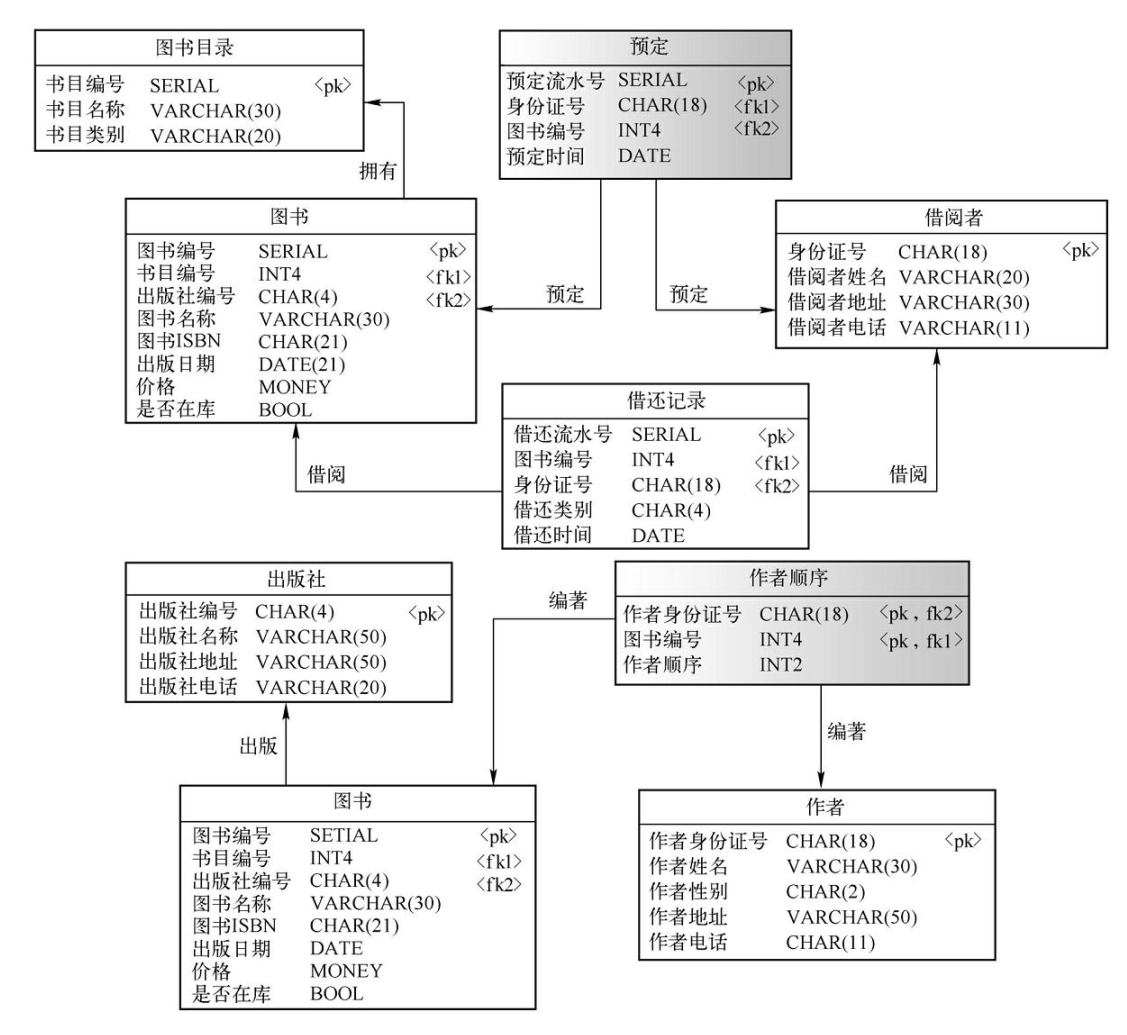 图书目录
书目编号 SERIAL <pk>
书目名称 VARCHAR(30)
书目类别 VARCHAR(20)
预定
预定流水号 SERIAL <pk>
身份证号 CHAR(18) <fk1>
图书编号 INT4 <fk2>
预定时间 DATE
拥有
图书
图书编号 SERIAL <pk>
书目编号 INT4 <fk1>
出版社编号 CHAR(4) <fk2>
图书名称 VARCHAR(30)
图书ISBN CHAR(21)
出版日期 DATE(21)
价格 MONEY
是否在库 BOOL
预定
预定
借阅者
身份证号 CHAR(18) <pk>
借阅者姓名 VARCHAR(20)
借阅者地址 VARCHAR(30)
借阅者电话 VARCHAR(11)
借还记录
借还流水号 SERIAL <pk>
图书编号 INT4 <fk1>
身份证号 CHAR(18) <fk2>
借还类别 CHAR(4)
借还时间 DATE
借阅
借阅
出版社
出版社编号 CHAR(4) <pk>
出版社名称 VARCHAR(50)
出版社地址 VARCHAR(50)
出版社电话 VARCHAR(20)
编著
作者顺序
作者身份证号 CHAR(18) <pk, fk2>
图书编号 INT4 <pk, fk1>
作者顺序 INT2
出版
编著
图书
图书编号 SETIAL <pk>
书目编号 INT4 <fk1>
出版社编号 CHAR(4) <fk2>
图书名称 VARCHAR(30)
图书ISBN CHAR(21)
出版日期 DATE
价格 MONEY
是否在库 BOOL
作者
作者身份证号 CHAR(18) <pk>
作者姓名 VARCHAR(30)
作者性别 CHAR(2)
作者地址 VARCHAR(50)
作者电话 CHAR(11)